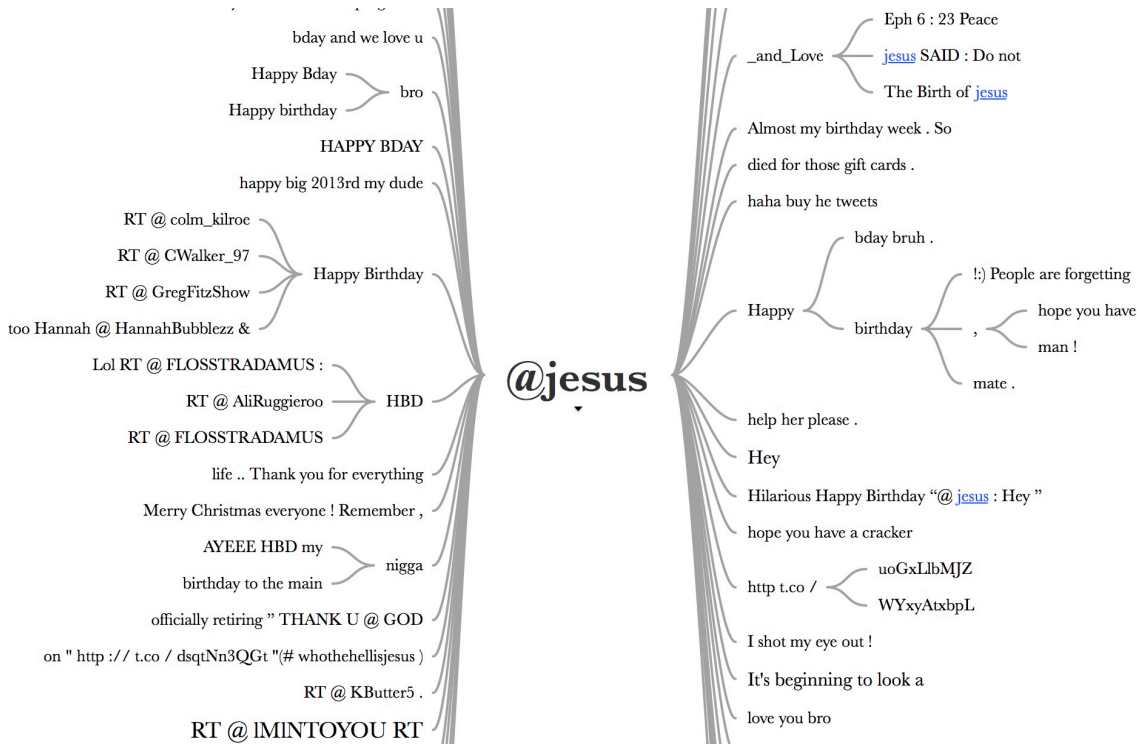 bday and we love u
Happy Bday
Happy birthday
bro
HAPPY BDAY
happy big 2013rd my dude
RT @ colm_kilroe
RT @ CWalker_97
RT @ GregFitzShow
too Hannah @ HannahBubblezz &
Happy Birthday
Lol RT @ FLOSSTRADAMUS :
RT @ AliRuggieroo
RT @ FLOSSTRADAMUS
HBD
life .. Thank you for everything
Merry Christmas everyone ! Remember ,
AYEEE HBD my
birthday to the main
nigga
officially retiring ” THANK U @ GOD
on " http :// t.co / dsqtNn3QGt "(# whothehellisjesus )
RT @ KButter5 .
RT @ lMlNTOYOU RT
@jesus
_and_Love
Eph 6 : 23 Peace
jesus SAID : Do not
The Birth of jesus
Almost my birthday week . So
died for those gift cards .
haha buy he tweets
Happy
bday bruh .
birthday
!:) People are forgetting
,
hope you have
man !
mate .
help her please .
Hey
Hilarious Happy Birthday “@ jesus : Hey ”
hope you have a cracker
http t.co /
uoGxLlbMJZ
WYxyAtxbpL
I shot my eye out !
It's beginning to look a
love you bro